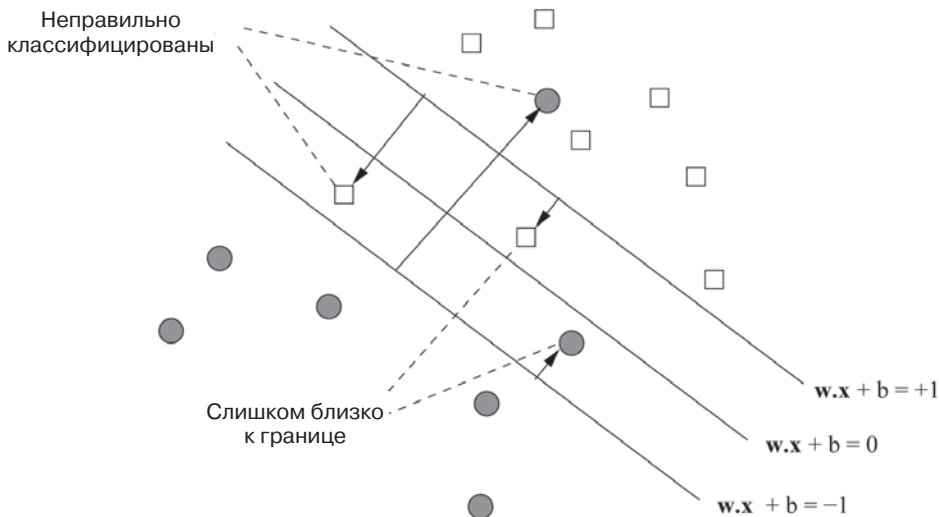 Неправильно
классифицированы
Слишком близко
к границе
w.x + b = +1
w.x + b = 0
w.x + b = −1